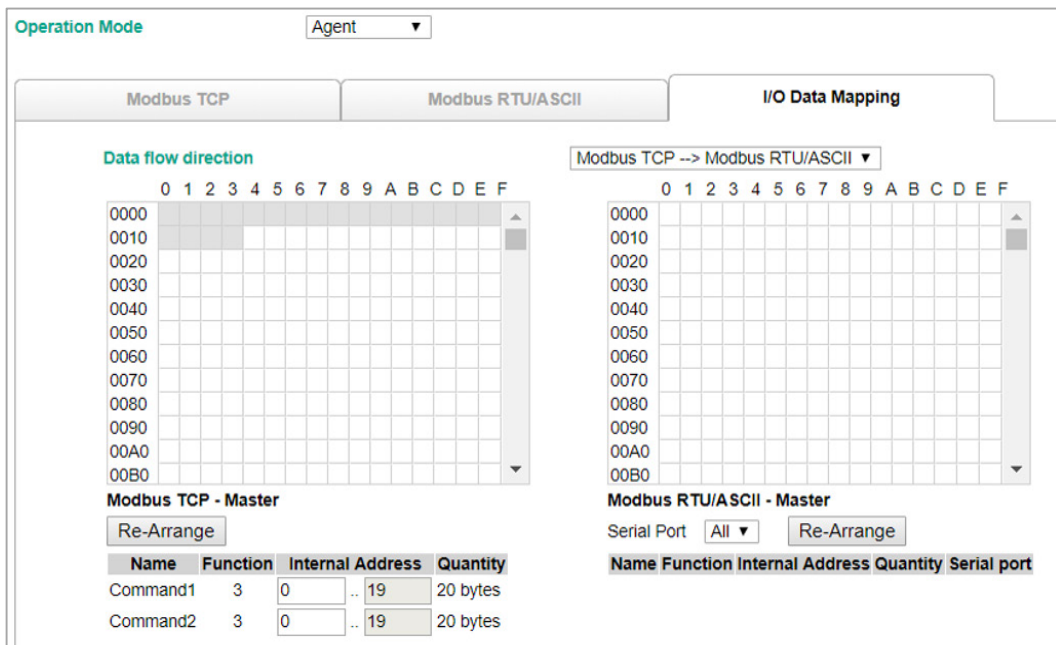 Operation Mode Agent
Modbus TCP Modbus RTU/ASCII I/O Data Mapping
Data flow direction Modbus TCP --> Modbus RTU/ASCII
0 1 2 3 4 5 6 7 8 9 A B C D E F 0 1 2 3 4 5 6 7 8 9 A B C D E F
0000 0000
0010 0010
0020 0020
0030 0030
0040 0040
0050 0050
0060 0060
0070 0070
0080 0080
0090 0090
00A0 00A0
00B0 00B0
Modbus TCP - Master Modbus RTU/ASCII - Master
Re-Arrange Serial Port All Re-Arrange
Name Function Internal Address Quantity Name Function Internal Address Quantity Serial port
Command1 3 0 .. 19 20 bytes
Command2 3 0 .. 19 20 bytes